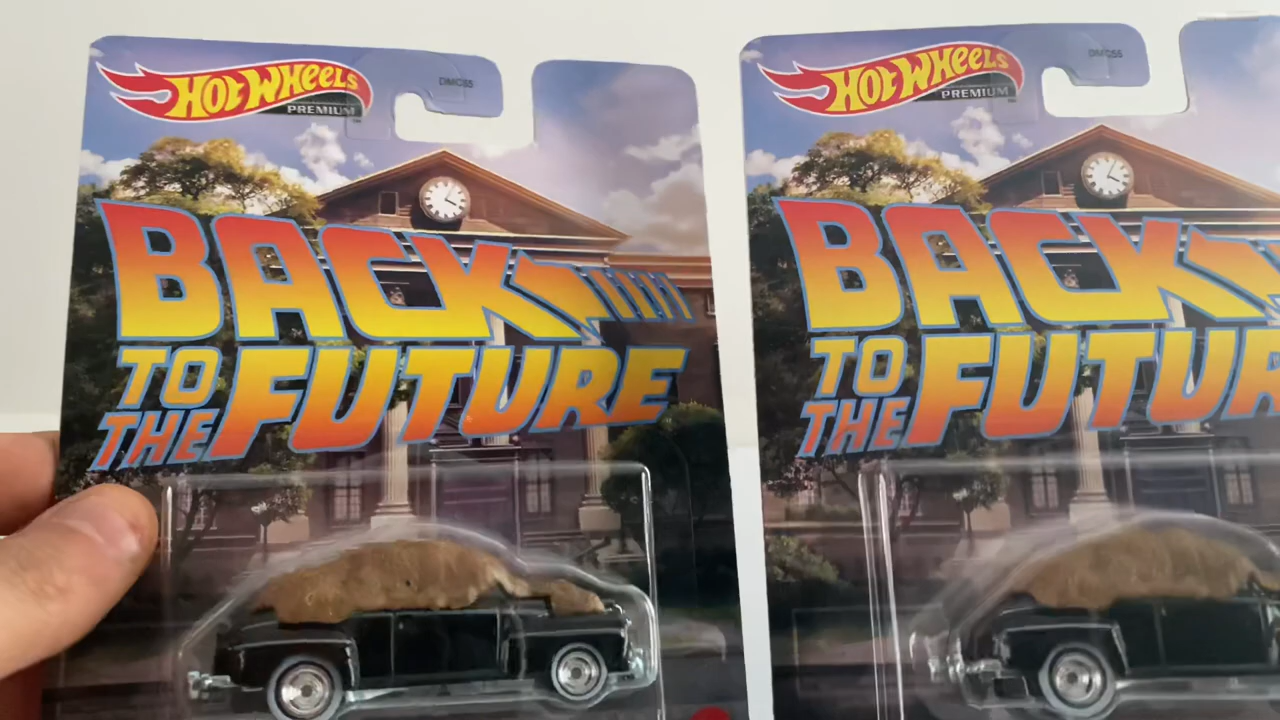 HOT WHEELS
PREMIUM
DMC55
BACK
TO
THE
FUTURE
HOT WHEELS
PREMIUM
DMC55
BACK
TO
THE
FUTUR